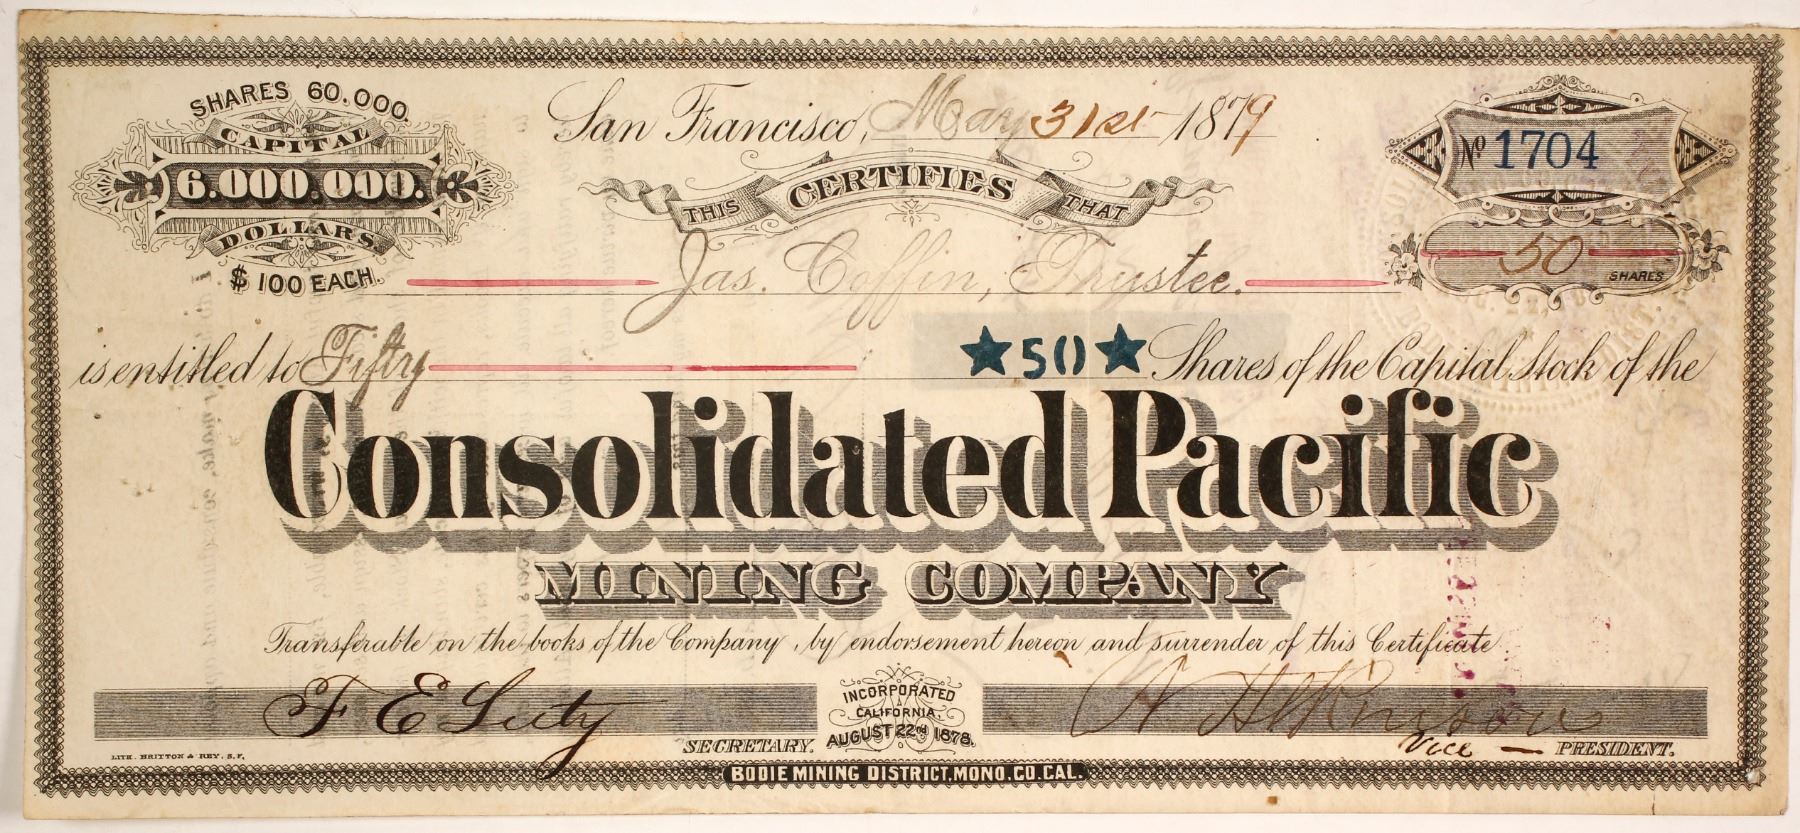 SHARES 60.000.
CAPITAL
6.000.000.
DOLLARS.
$100 EACH.
San Francisco, May 31st 1879
No 1704
THIS CERTIFIES THAT
50 SHARES
Jas. Coffin, Trustee.
is entitled to Fifty ★50★ Shares of the Capital Stock of the
Consolidated Pacific
MINING COMPANY
Transferable on the books of the Company, by endorsement hereon and surrender of this Certificate
F E Luty
SECRETARY.
INCORPORATED
CALIFORNIA,
AUGUST 22nd 1878.
Vice — PRESIDENT.
LITH. BRITTON & REY, S.F.
BODIE MINING DISTRICT, MONO. CO. CAL.